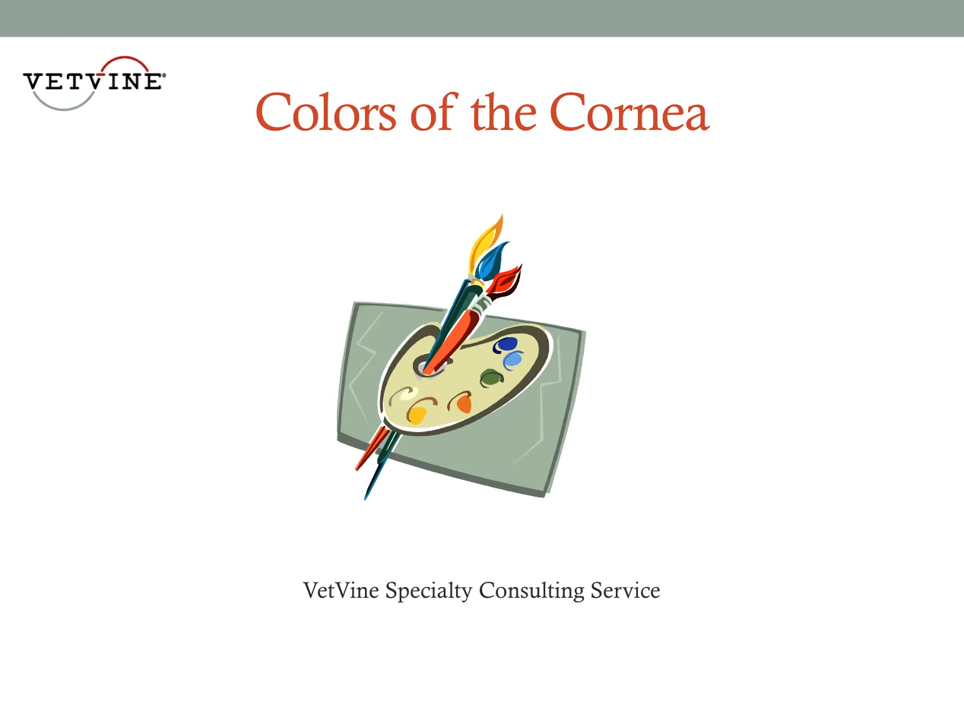 VETVINE®
Colors of the Cornea
VetVine Specialty Consulting Service